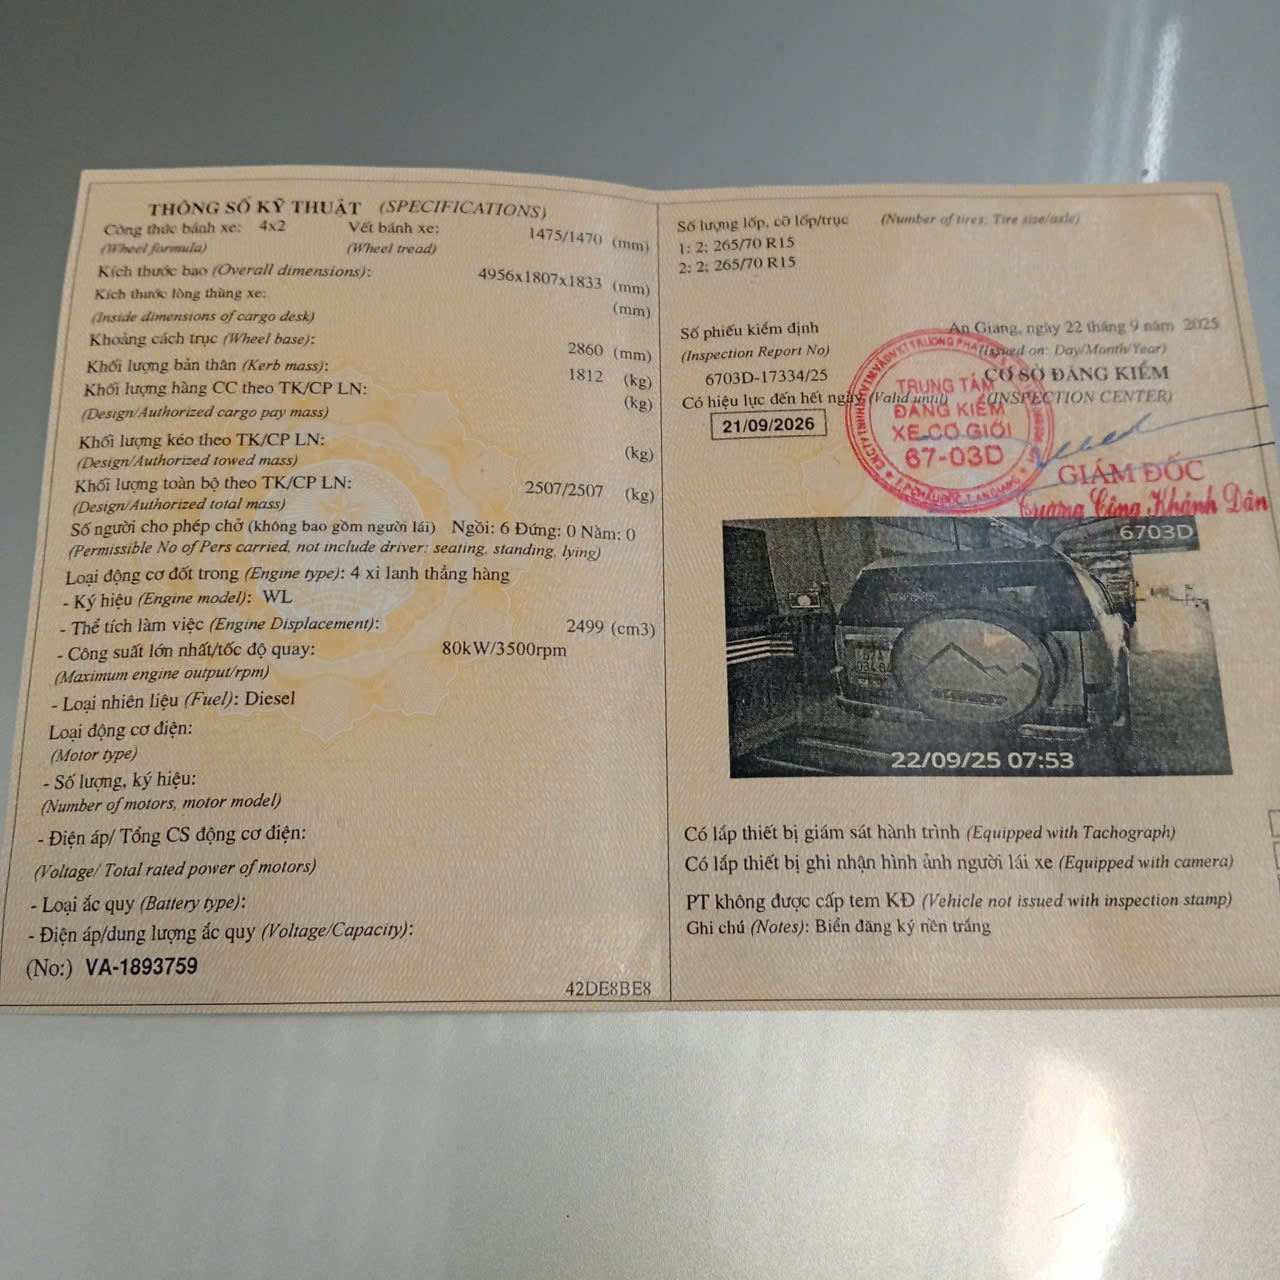 THÔNG SỐ KỸ THUẬT (SPECIFICATIONS)
Công thức bánh xe: 4x2 Vết bánh xe: 1475/1470 (mm)
(Wheel formula) (Wheel tread)
Kích thước bao (Overall dimensions): 4956x1807x1833 (mm)
Kích thước lòng thùng xe: (mm)
(Inside dimensions of cargo desk)
Khoảng cách trục (Wheel base): 2860 (mm)
Khối lượng bản thân (Kerb mass): 1812 (kg)
Khối lượng hàng CC theo TK/CP LN: (kg)
(Design/Authorized cargo pay mass)
Khối lượng kéo theo TK/CP LN: (kg)
(Design/Authorized towed mass)
Khối lượng toàn bộ theo TK/CP LN: 2507/2507 (kg)
(Design/Authorized total mass)
Số người cho phép chở (không bao gồm người lái) Ngồi: 6 Đứng: 0 Nằm: 0
(Permissible No of Pers carried, not include driver: seating, standing, lying)
Loại động cơ đốt trong (Engine type): 4 xi lanh thẳng hàng
- Ký hiệu (Engine model): WL
- Thể tích làm việc (Engine Displacement): 2499 (cm3)
- Công suất lớn nhất/tốc độ quay: 80kW/3500rpm
(Maximum engine output/rpm)
- Loại nhiên liệu (Fuel): Diesel
Loại động cơ điện:
(Motor type)
- Số lượng, ký hiệu:
(Number of motors, motor model)
- Điện áp/ Tổng CS động cơ điện:
(Voltage/ Total rated power of motors)
- Loại ắc quy (Battery type):
- Điện áp/dung lượng ắc quy (Voltage/Capacity):
(No:) VA-1893759
42DE8BE8
Số lượng lốp, cỡ lốp/trục (Number of tires; Tire size/axle)
1: 2; 265/70 R15
2: 2; 265/70 R15
An Giang, ngày 22 tháng 9 năm 2025
Số phiếu kiểm định (Issued on: Day/Month/Year)
(Inspection Report No) CƠ SỞ ĐĂNG KIỂM
6703D-17334/25 (INSPECTION CENTER)
Có hiệu lực đến hết ngày (Valid until)
21/09/2026
TRUNG TÂM
ĐĂNG KIỂM
XE CƠ GIỚI
67-03D
GIÁM ĐỐC
Trương Công Khánh Dân
6703D
67A
22/09/25 07:53
Có lắp thiết bị giám sát hành trình (Equipped with Tachograph)
Có lắp thiết bị ghi nhận hình ảnh người lái xe (Equipped with camera)
PT không được cấp tem KĐ (Vehicle not issued with inspection stamp)
Ghi chú (Notes): Biển đăng ký nền trắng